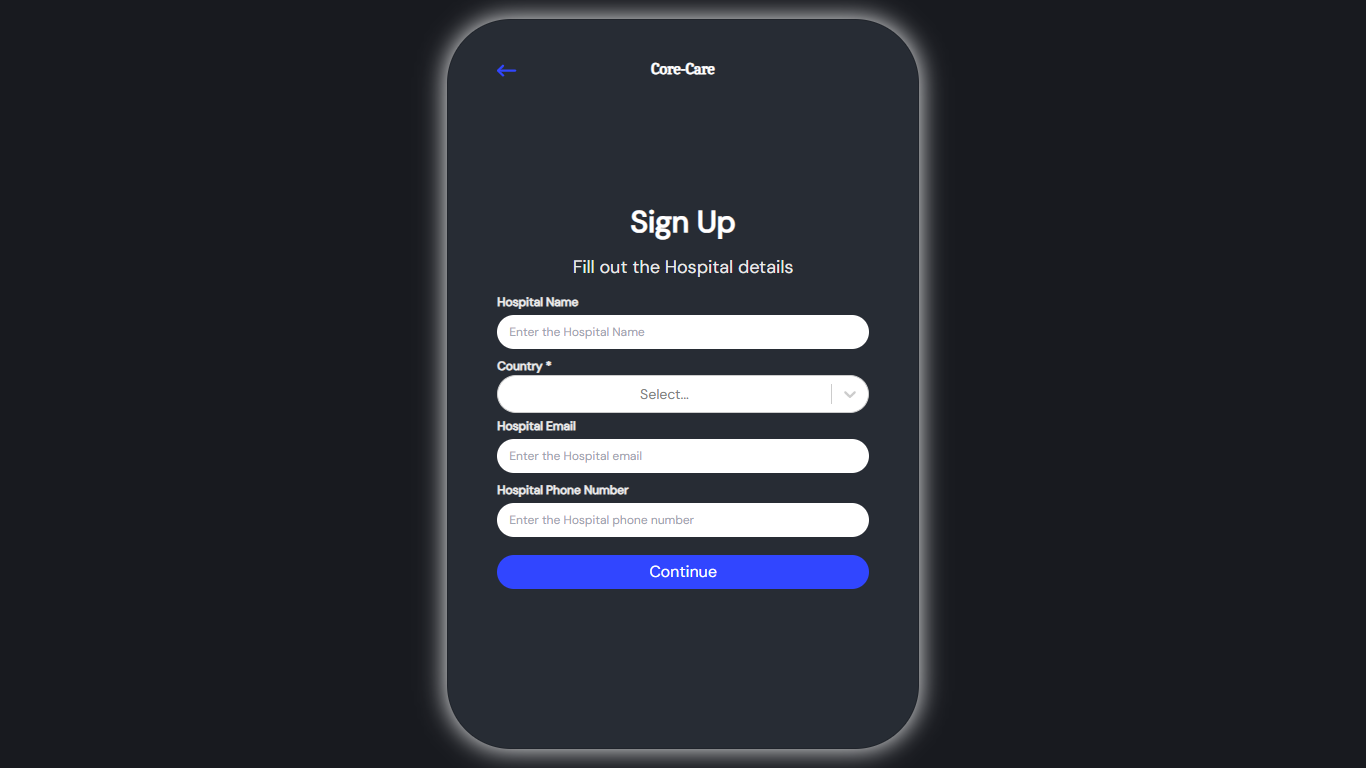 Core-Care
Sign Up
Fill out the Hospital details
Hospital Name
Enter the Hospital Name
Country *
Select...
Hospital Email
Enter the Hospital email
Hospital Phone Number
Enter the Hospital phone number
Continue